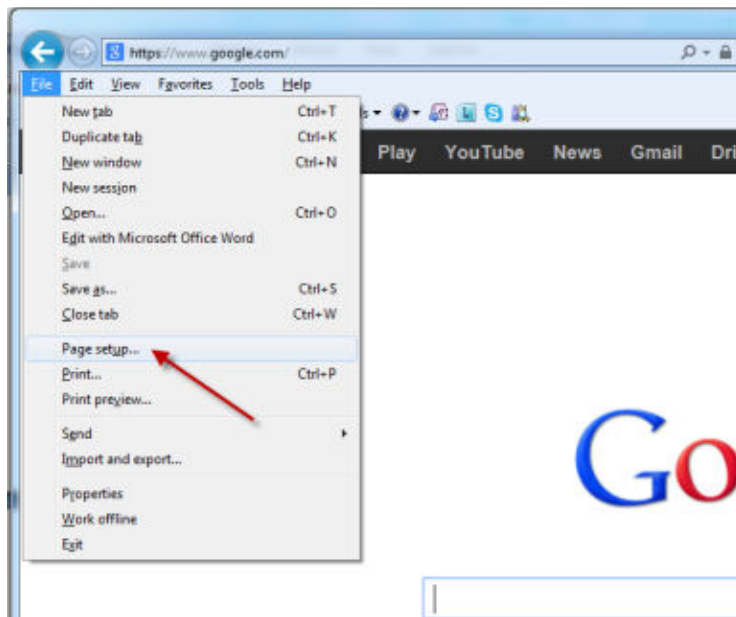 https://www.google.com/
File Edit View Favorites Tools Help
Play YouTube News Gmail Dri
New tab Ctrl+T
Duplicate tab Ctrl+K
New window Ctrl+N
New session
Open... Ctrl+O
Edit with Microsoft Office Word
Save
Save as... Ctrl+S
Close tab Ctrl+W
Page setup...
Print... Ctrl+P
Print preview...
Send
Import and export...
Properties
Work offline
Exit
Go